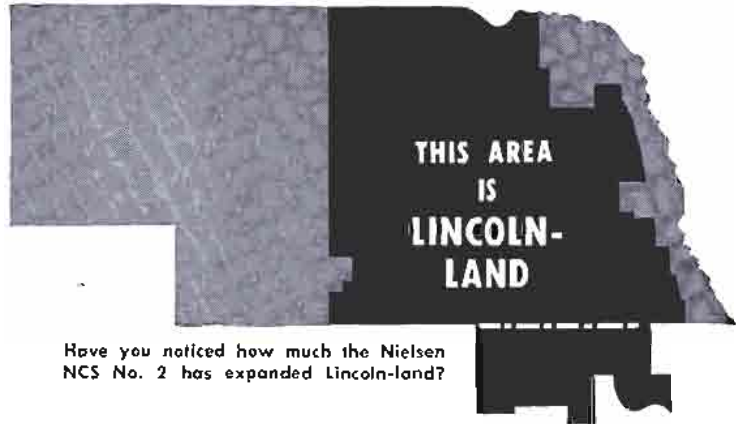 THIS AREA
IS
LINCOLN-
LAND
Have you noticed how much the Nielsen
NCS No. 2 has expanded Lincoln-land?